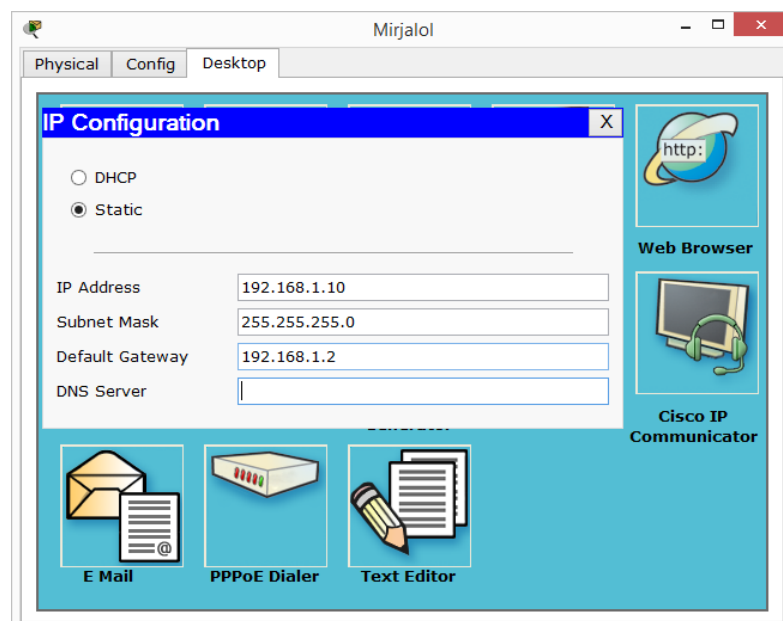 Mirjalol
Physical Config Desktop
IP Configuration X
DHCP
Static
IP Address 192.168.1.10
Subnet Mask 255.255.255.0
Default Gateway 192.168.1.2
DNS Server
http:
Web Browser
Cisco IP
Communicator
@
E Mail PPPoE Dialer Text Editor